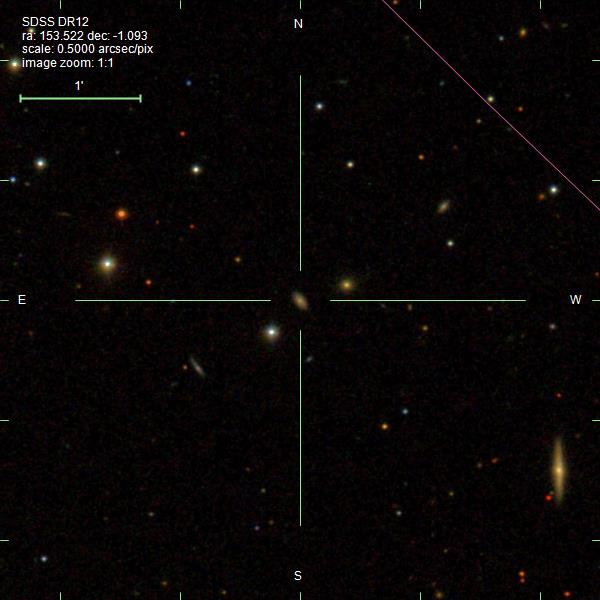 SDSS DR12
ra: 153.522 dec: -1.093
scale: 0.5000 arcsec/pix
image zoom: 1:1
1'
N
E
W
S